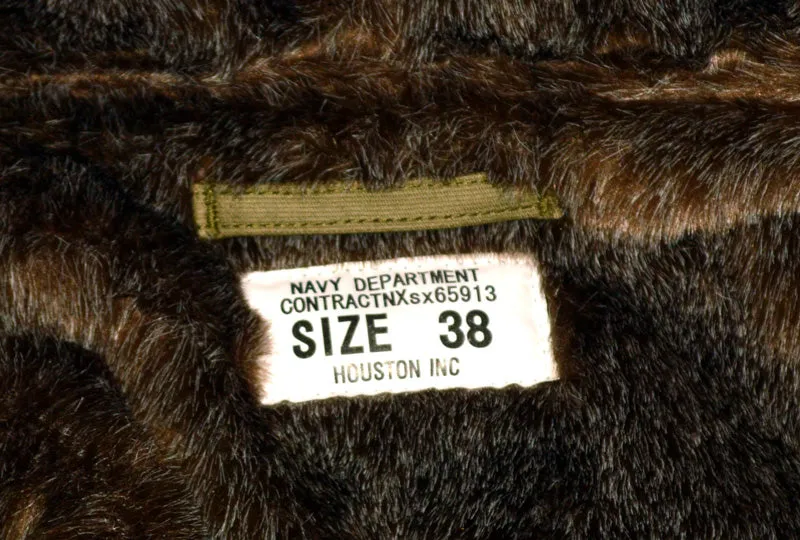 NAVY DEPARTMENT
CONTRACTNXsx65913
SIZE 38
HOUSTON INC